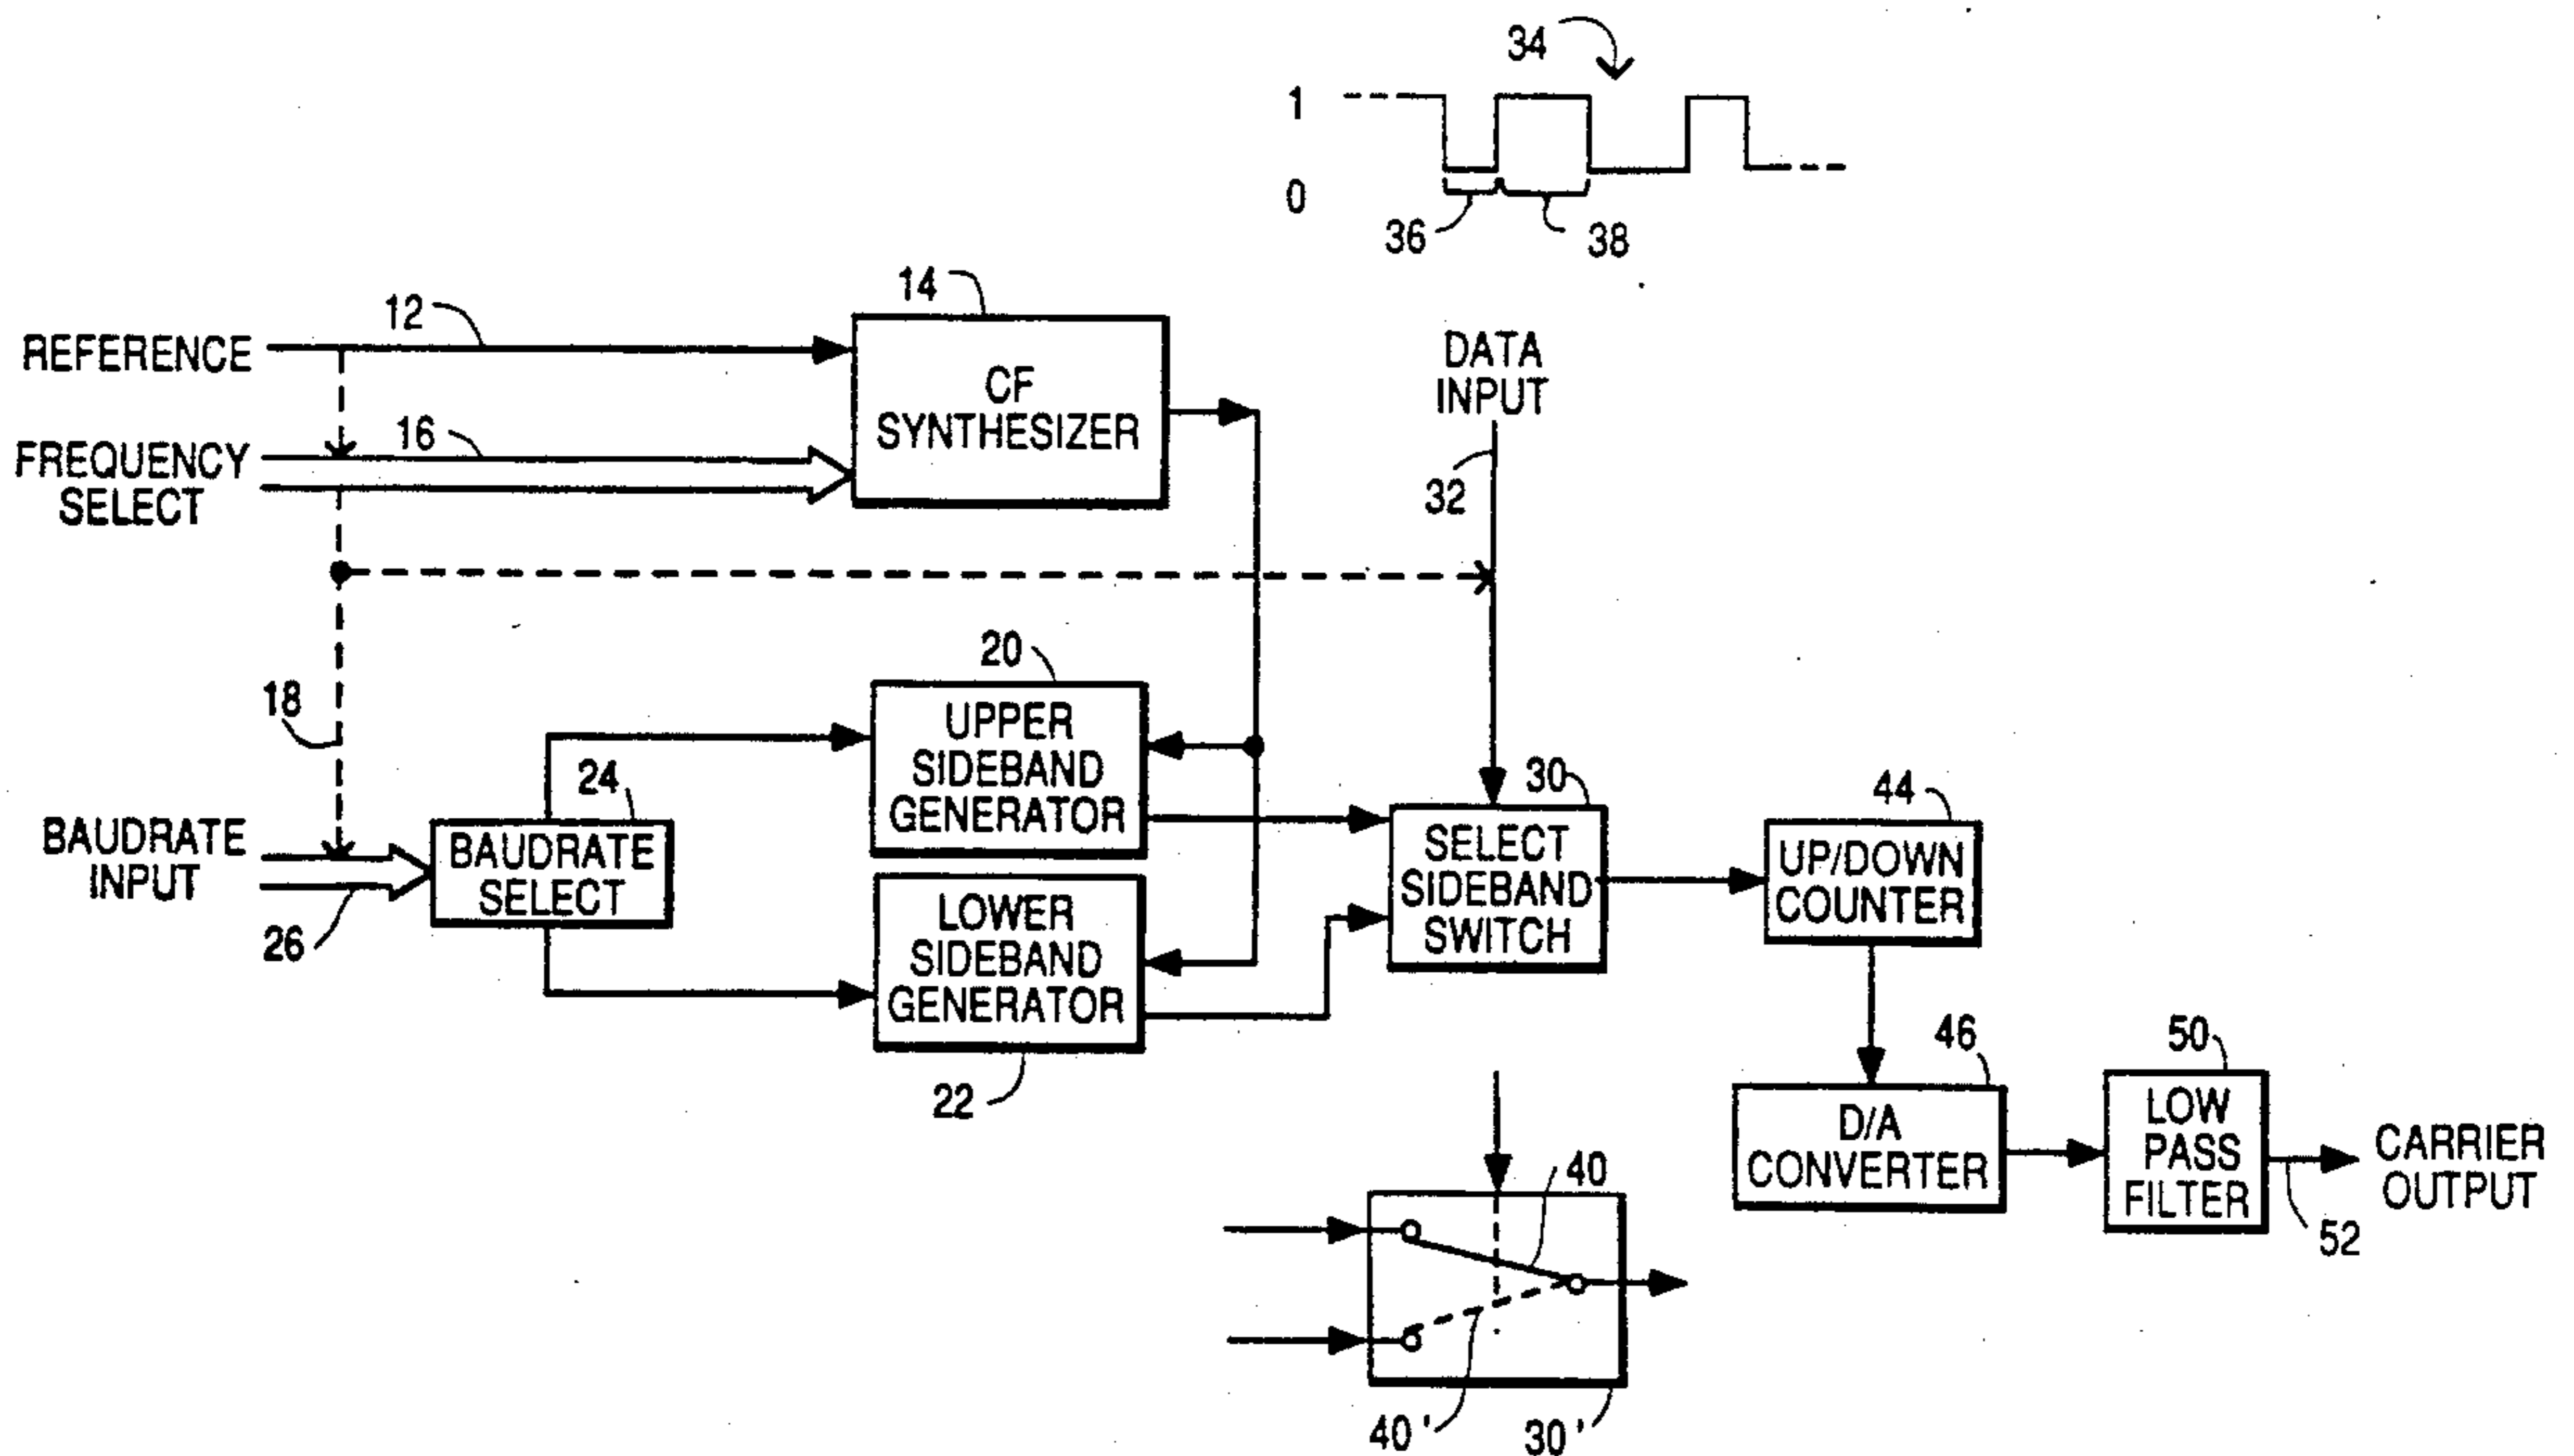 34
1
0
36
38
REFERENCE
12
14
CF
SYNTHESIZER
FREQUENCY
SELECT
16
DATA
INPUT
32
18
20
UPPER
SIDEBAND
GENERATOR
24
BAUDRATE
SELECT
BAUDRATE
INPUT
26
LOWER
SIDEBAND
GENERATOR
22
30
SELECT
SIDEBAND
SWITCH
44
UP/DOWN
COUNTER
46
D/A
CONVERTER
50
LOW
PASS
FILTER
CARRIER
OUTPUT
52
40
40'
30'